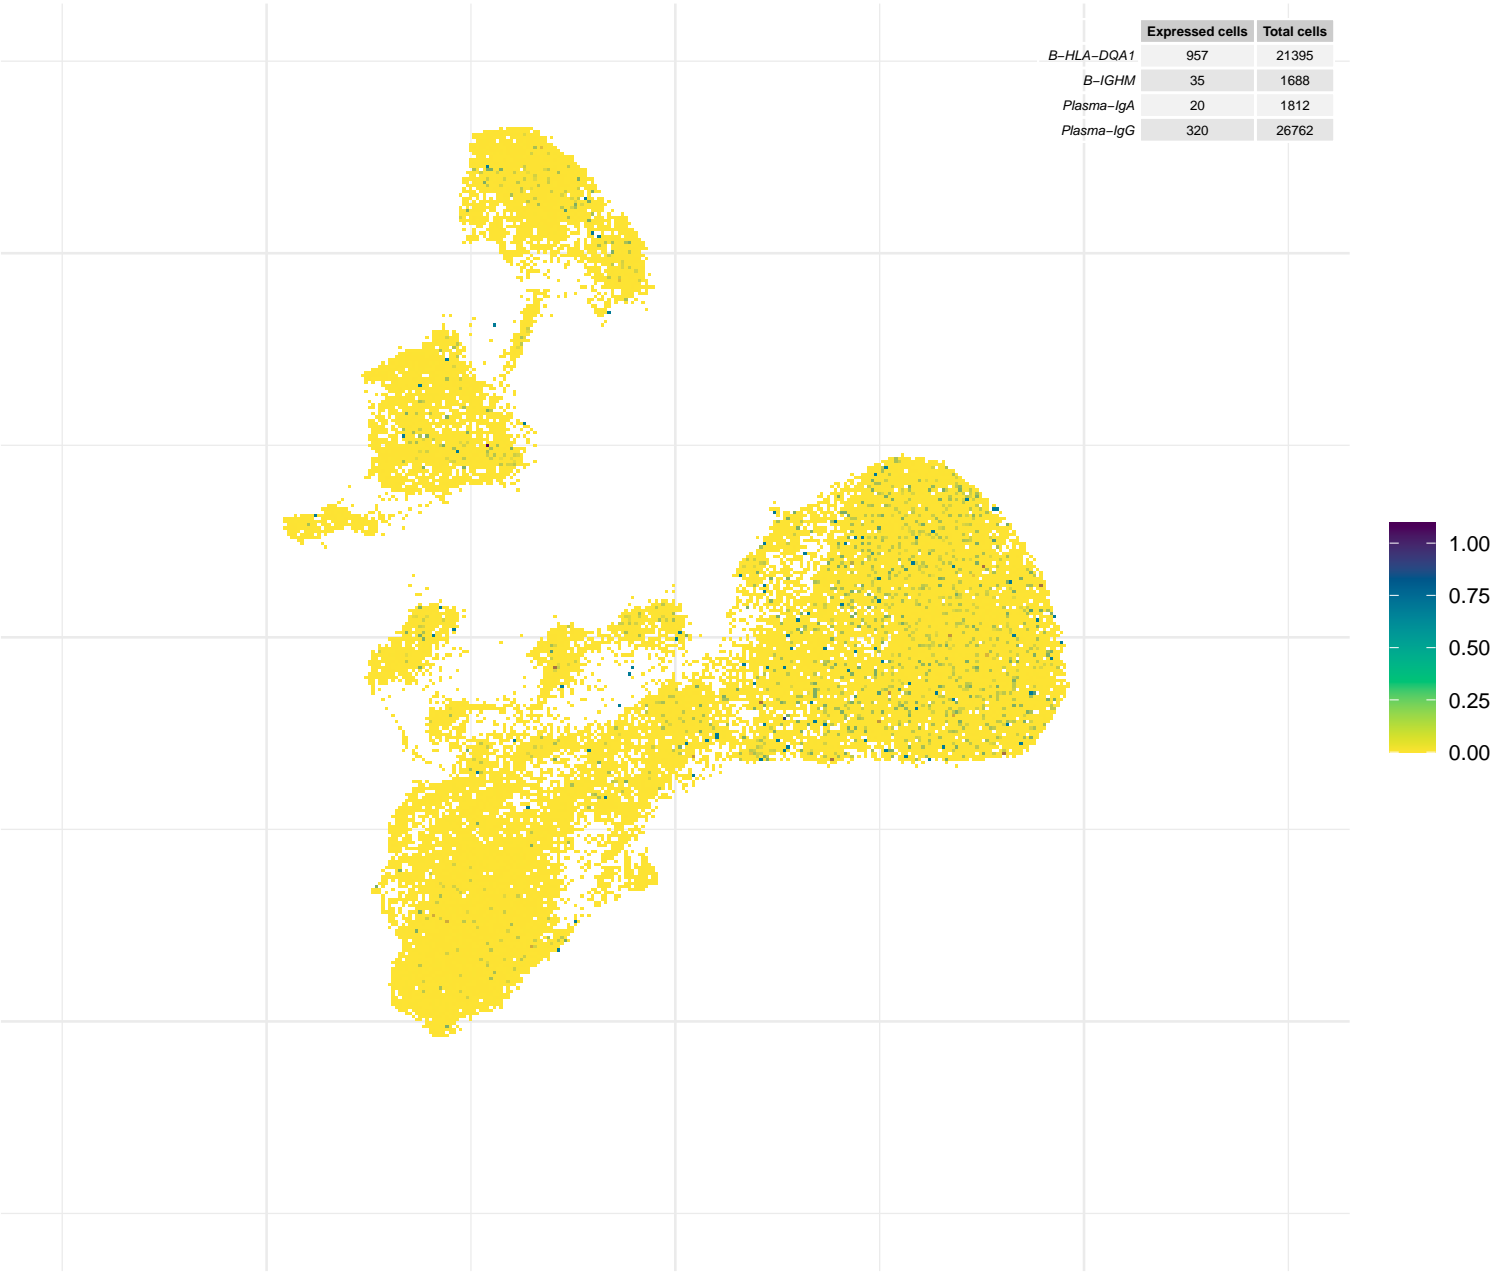 Expressed cells Total cells
B−HLA−DQA1 957 21395
B−IGHM 35 1688
Plasma−IgA 20 1812
Plasma−IgG 320 26762
1.00
0.75
0.50
0.25
0.00